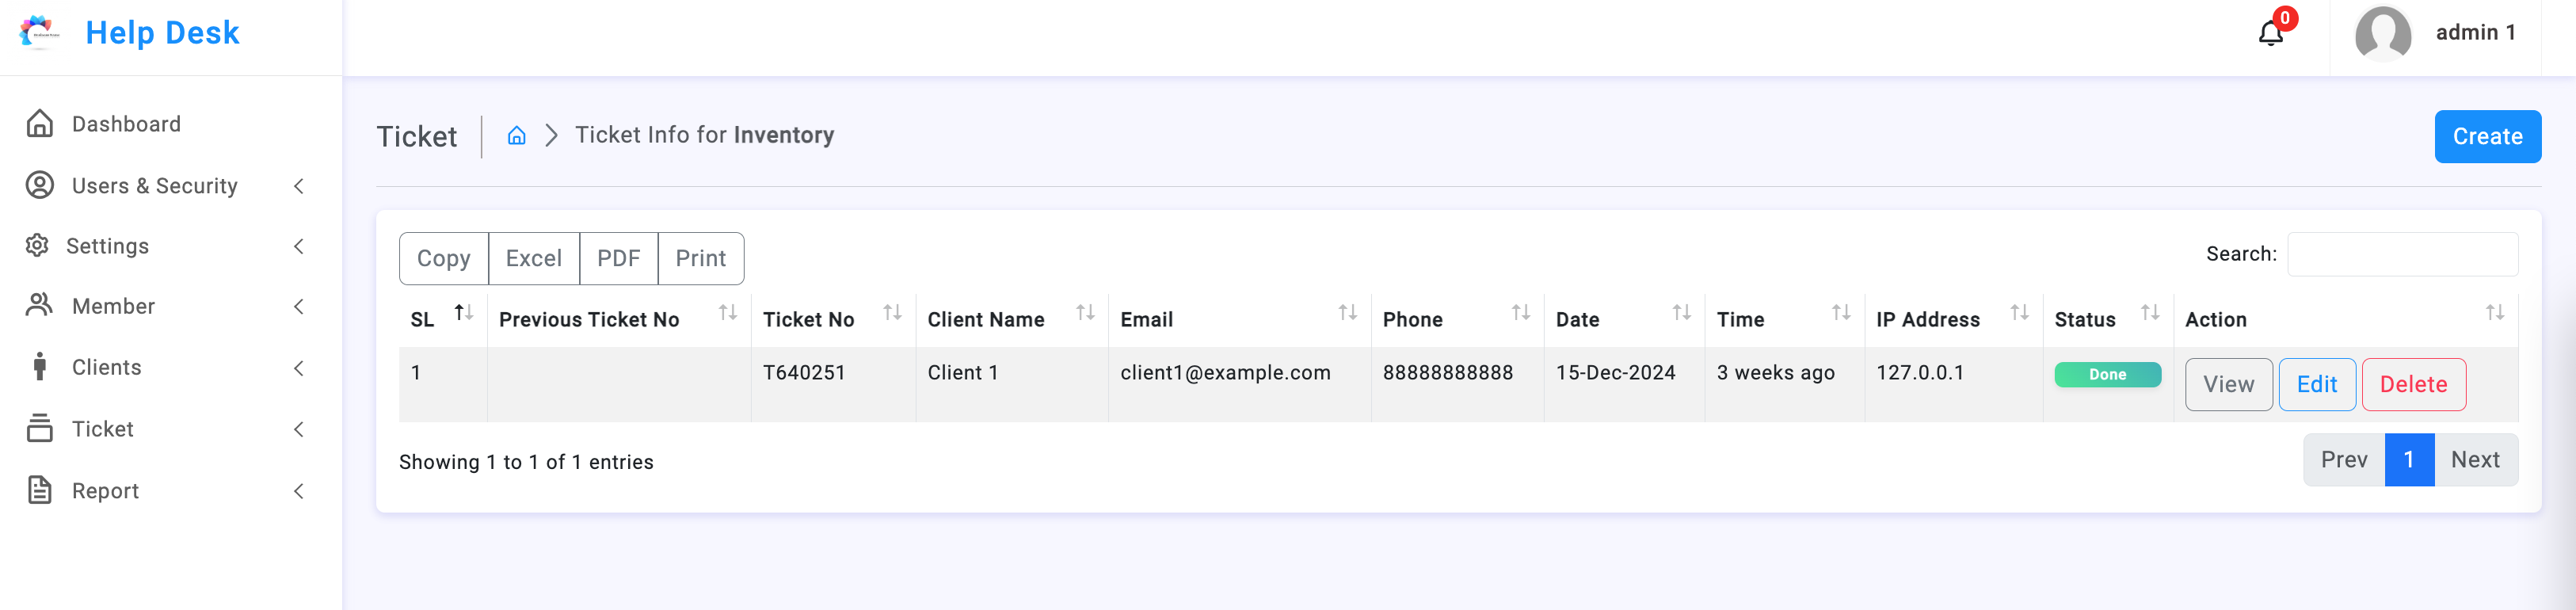 Help Desk
0
admin 1
Dashboard
Users & Security
Settings
Member
Clients
Ticket
Report
Ticket
Ticket Info for Inventory
Create
Copy Excel PDF Print
Search:
SL Previous Ticket No Ticket No Client Name Email Phone Date Time IP Address Status Action
1 T640251 Client 1 client1@example.com 88888888888 15-Dec-2024 3 weeks ago 127.0.0.1 Done View Edit Delete
Showing 1 to 1 of 1 entries
Prev 1 Next